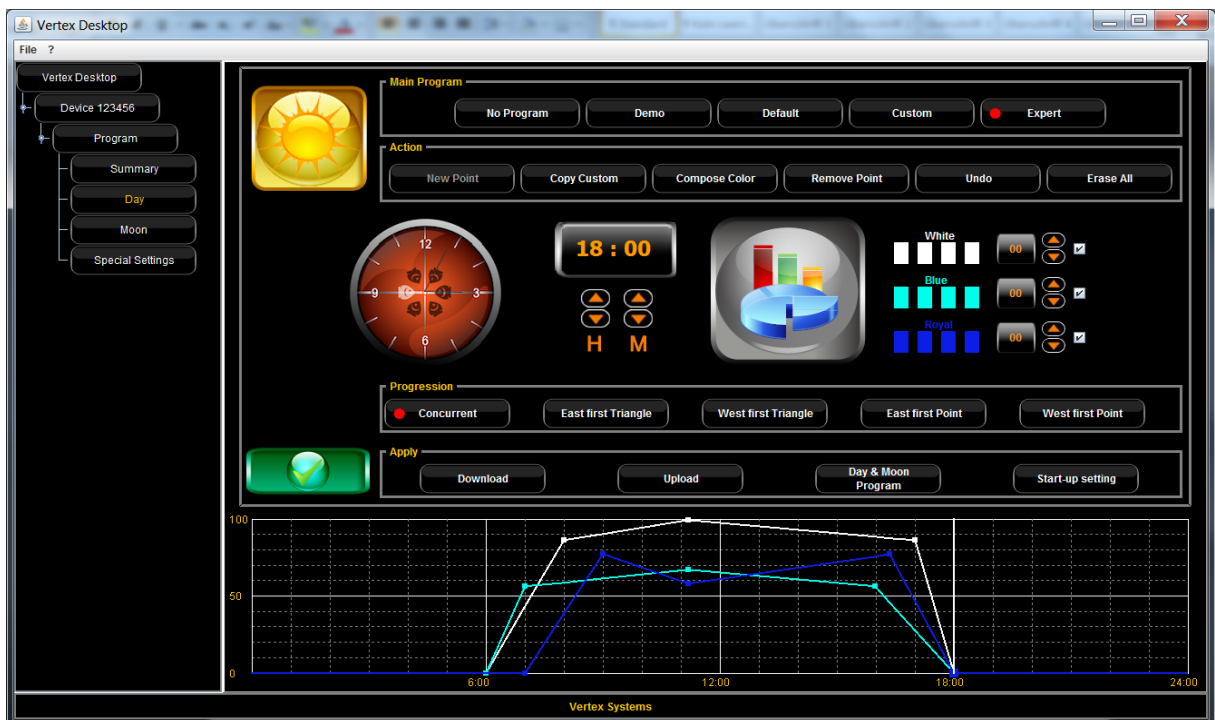 Vertex Desktop
File ?
Vertex Desktop
Device 123456
Program
Summary
Day
Moon
Special Settings
Main Program
No Program Demo Default Custom Expert
Action
New Point Copy Custom Compose Color Remove Point Undo Erase All
12
9 3
6
18 : 00
H M
White 00
Blue 00
Royal 00
Progression
Concurrent East first Triangle West first Triangle East first Point West first Point
Apply
Download Upload Day & Moon Program Start-up setting
100
50
0
6:00 12:00 18:00 24:00
Vertex Systems